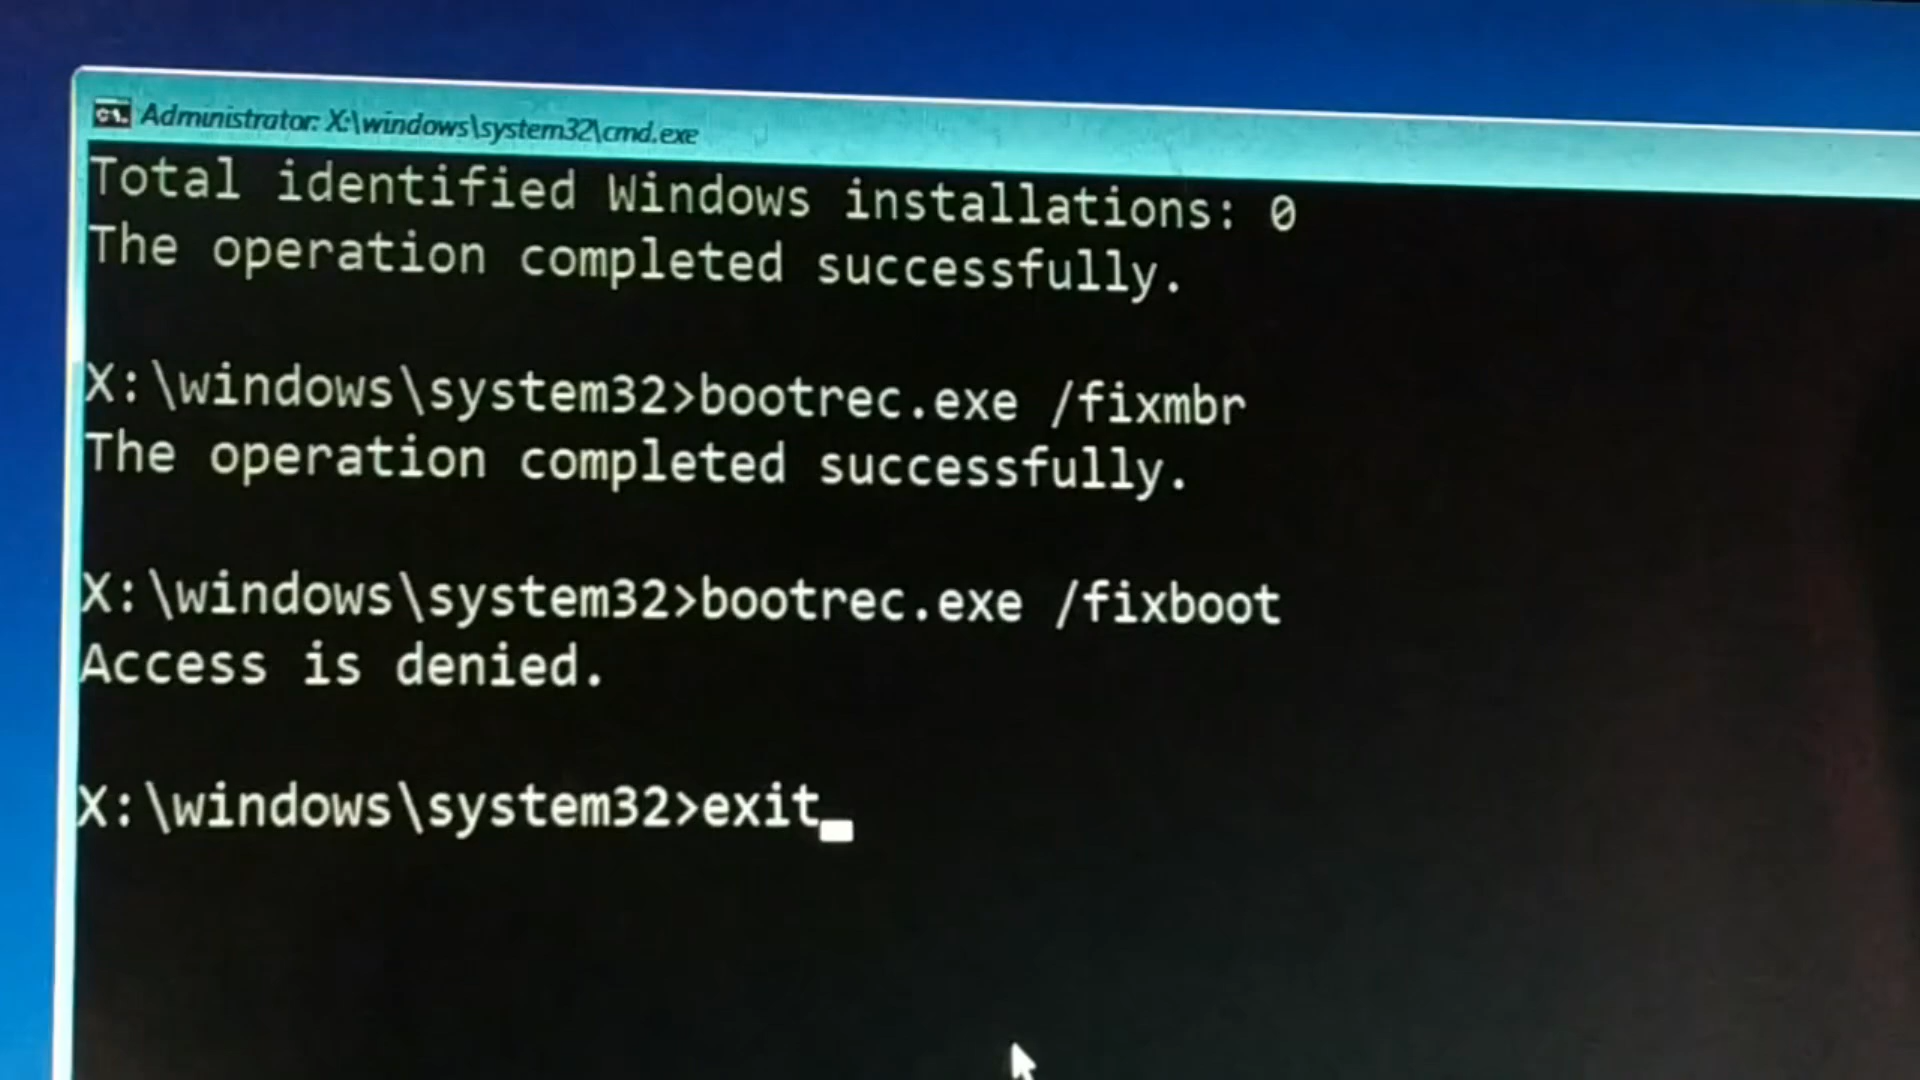 Administrator: X:\windows\system32\cmd.exe
Total identified Windows installations: 0
The operation completed successfully.
X:\windows\system32>bootrec.exe /fixmbr
The operation completed successfully.
X:\windows\system32>bootrec.exe /fixboot
Access is denied.
X:\windows\system32>exit